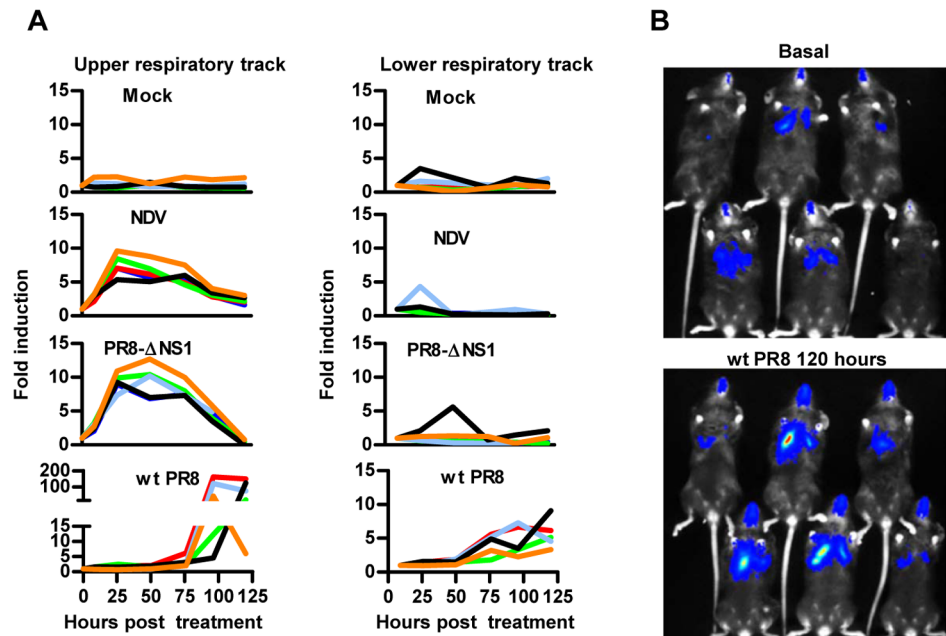 A
B
Upper respiratory track
Lower respiratory track
Basal
Mock
Mock
15
10
5
0
15
10
5
0
NDV
NDV
15
10
5
0
15
10
5
0
Fold induction
Fold induction
PR8-ΔNS1
PR8-ΔNS1
15
10
5
0
15
10
5
0
wt PR8 120 hours
wt PR8
wt PR8
200
100
15
10
5
0
15
10
5
0
0 25 50 75 100 125
0 25 50 75 100 125
Hours post treatment
Hours post treatment